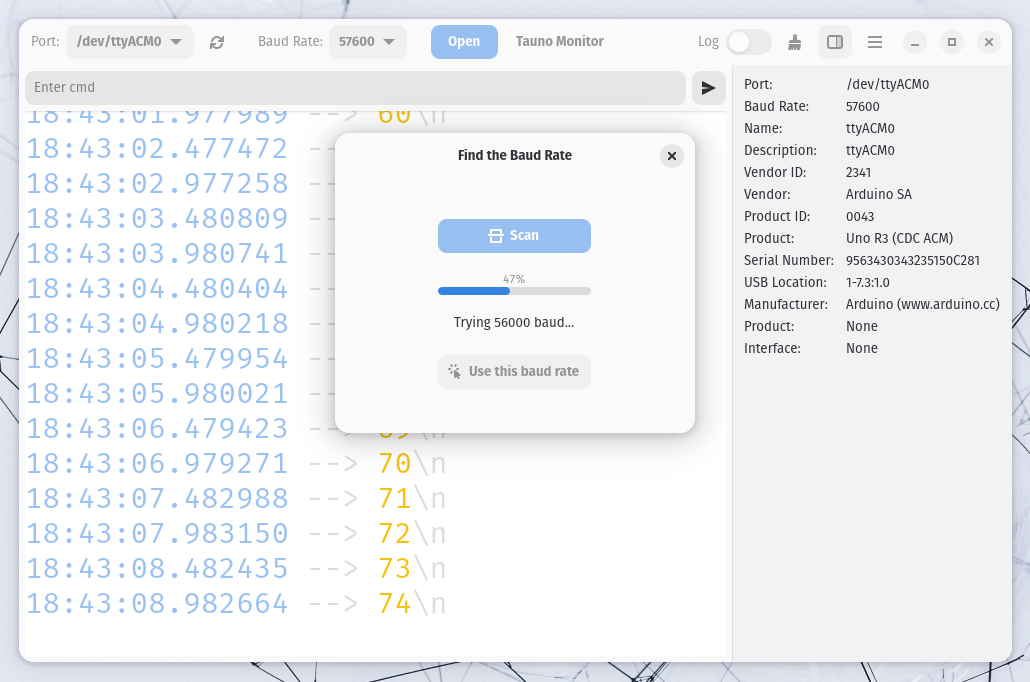 Port: /dev/ttyACM0 Baud Rate: 57600 Open Tauno Monitor Log
Enter cmd
18:43:01.977989 --> 60\n
18:43:02.477472 --
18:43:02.977258 --
18:43:03.480809 --
18:43:03.980741 --
18:43:04.480404 --
18:43:04.980218 --
18:43:05.479954 --
18:43:05.980021 --
18:43:06.479423 --> 69\n
18:43:06.979271 --> 70\n
18:43:07.482988 --> 71\n
18:43:07.983150 --> 72\n
18:43:08.482435 --> 73\n
18:43:08.982664 --> 74\n
Find the Baud Rate
Scan
47%
Trying 56000 baud...
Use this baud rate
Port: /dev/ttyACM0
Baud Rate: 57600
Name: ttyACM0
Description: ttyACM0
Vendor ID: 2341
Vendor: Arduino SA
Product ID: 0043
Product: Uno R3 (CDC ACM)
Serial Number: 9563430343235150C281
USB Location: 1-7.3:1.0
Manufacturer: Arduino (www.arduino.cc)
Product: None
Interface: None